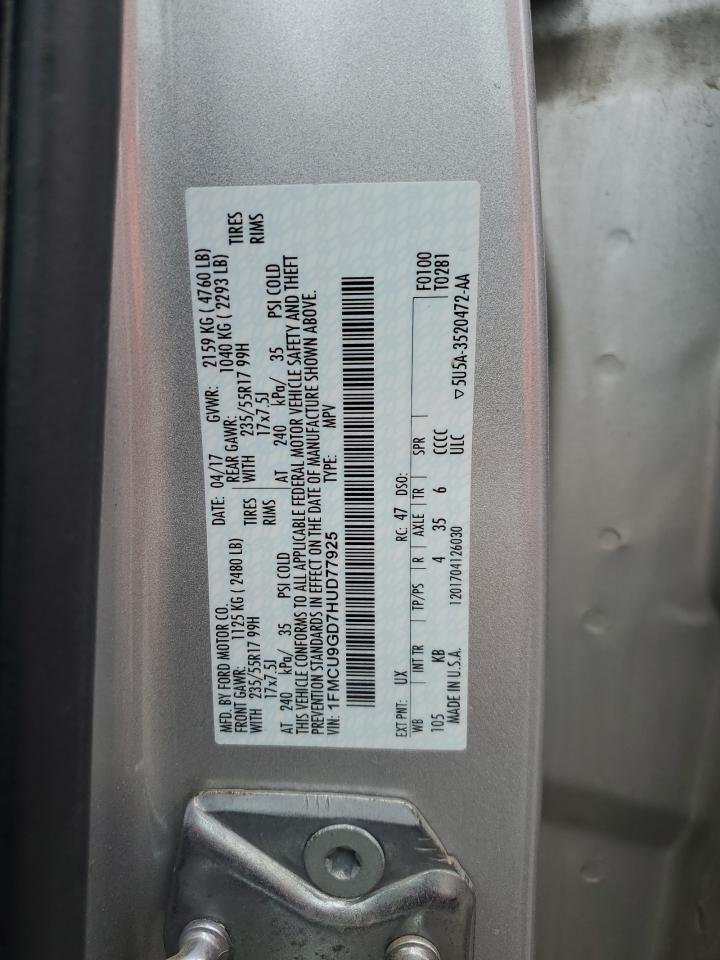 MFD. BY FORD MOTOR CO.
DATE: 04/17 GVWR: 2159 KG ( 4760 LB)
FRONT GAWR: 1125 KG ( 2480 LB) REAR GAWR: 1040 KG ( 2293 LB)
WITH 235/55R17 99H TIRES WITH 235/55R17 99H TIRES
17x7.5J RIMS 17x7.5J RIMS
AT 240 kPa/ 35 PSI COLD AT 240 kPa/ 35 PSI COLD
THIS VEHICLE CONFORMS TO ALL APPLICABLE FEDERAL MOTOR VEHICLE SAFETY AND THEFT
PREVENTION STANDARDS IN EFFECT ON THE DATE OF MANUFACTURE SHOWN ABOVE.
VIN: 1FMCU9GD7HUD77925 TYPE: MPV
F0100
T0281
EXT PNT: UX RC: 47 DSO:
WB INT TR TP/PS R AXLE TR SPR
105 KB 4 35 6 CCCC
MADE IN U.S.A. 1201704126030 ULC
▽5U5A-3520472-AA